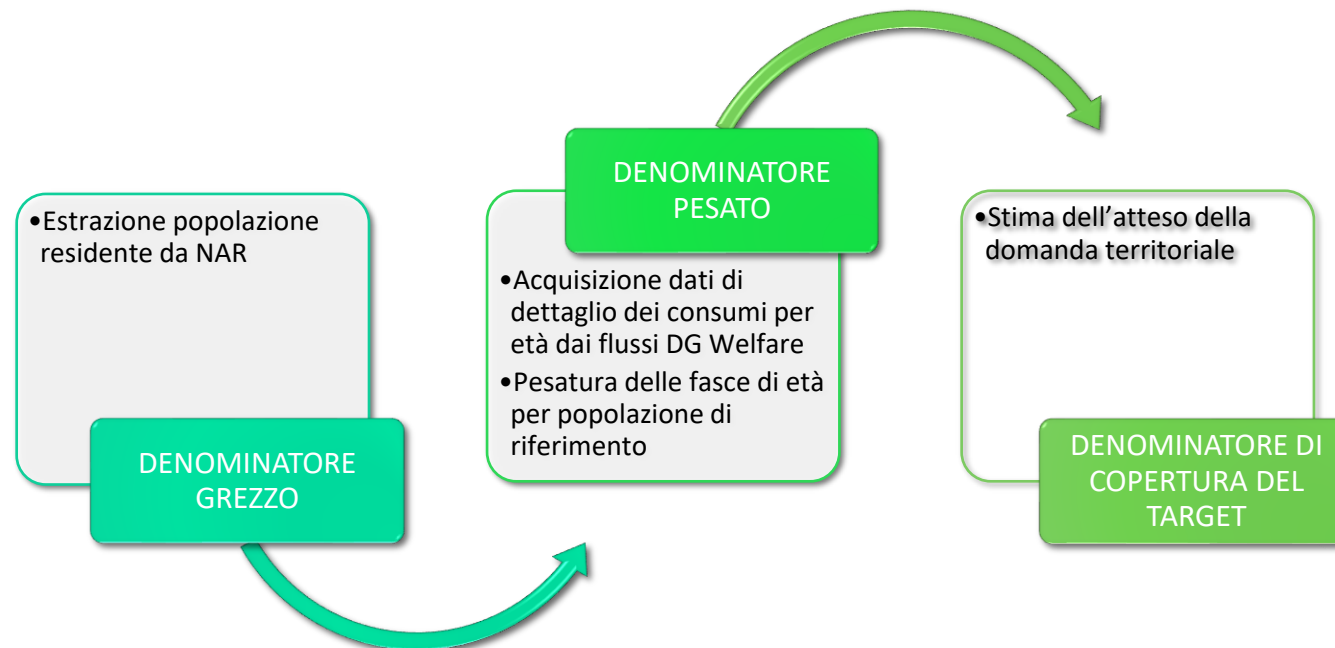 •Estrazione popolazione
residente da NAR
DENOMINATORE
GREZZO
DENOMINATORE
PESATO
•Acquisizione dati di
dettaglio dei consumi per
età dai flussi DG Welfare
•Pesatura delle fasce di età
per popolazione di
riferimento
•Stima dell’atteso della
domanda territoriale
DENOMINATORE DI
COPERTURA DEL
TARGET